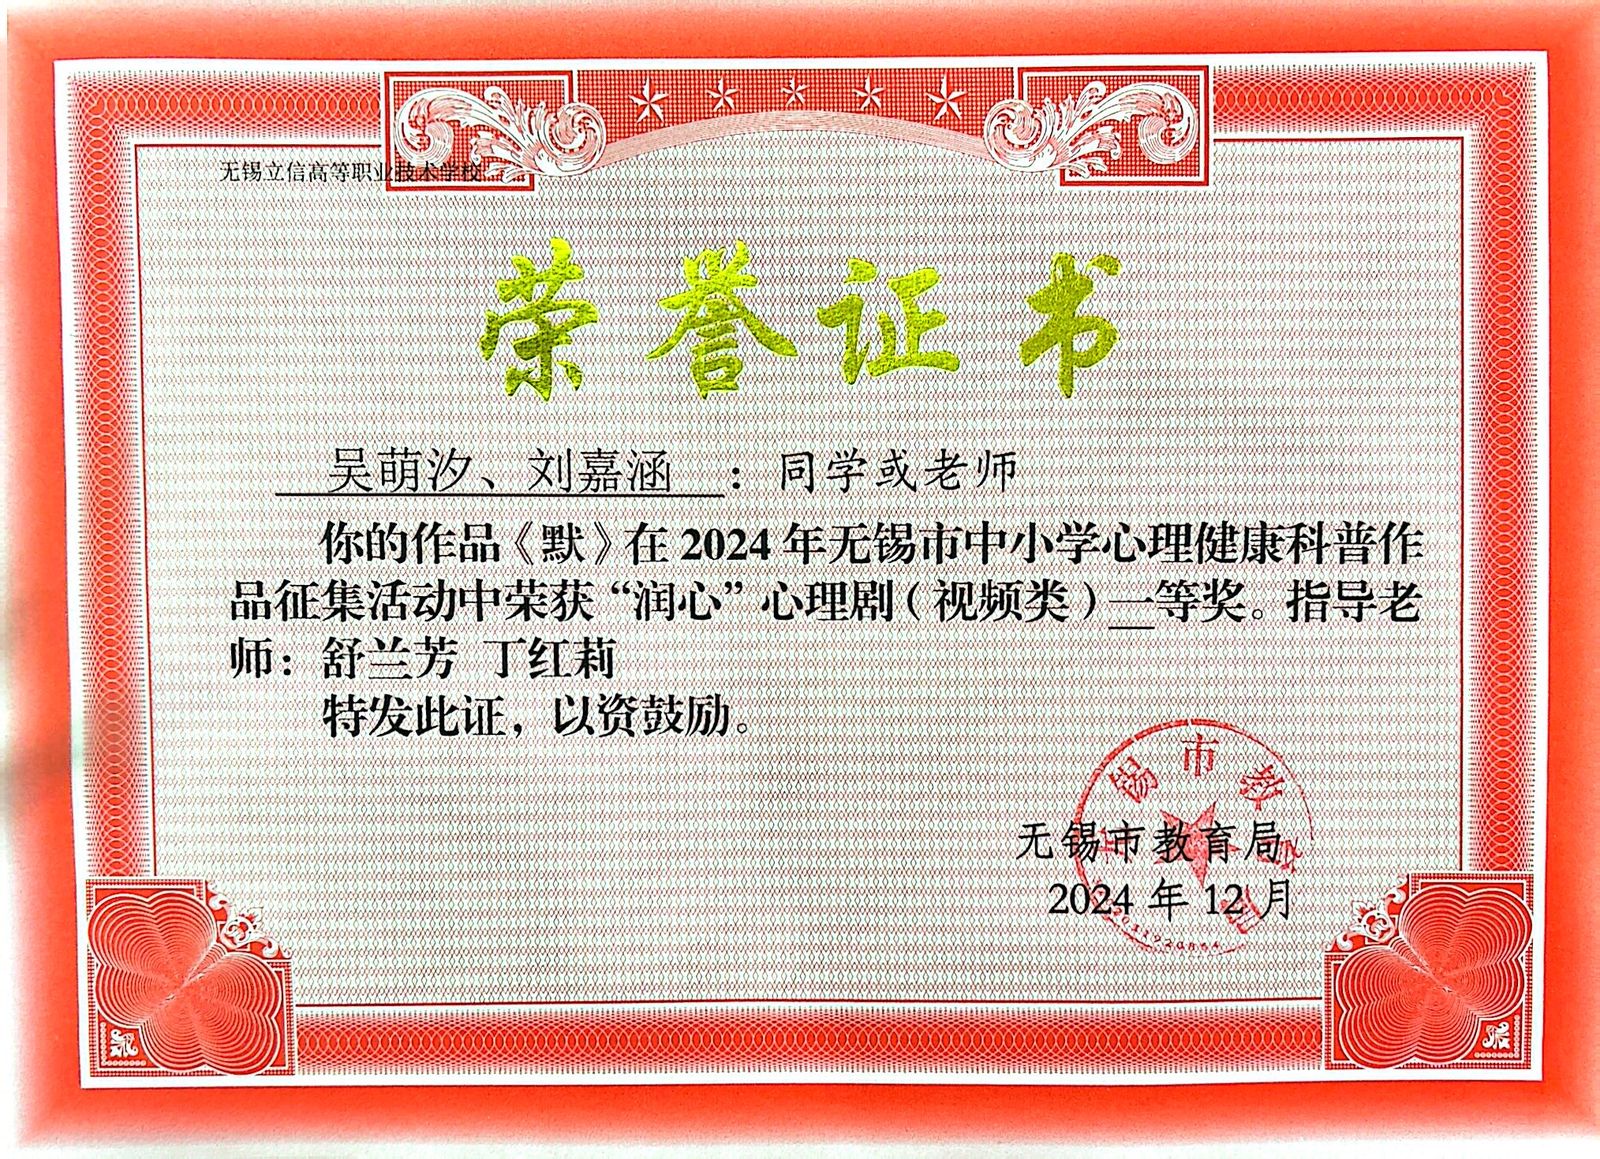 无锡立信高等职业技术学校
荣誉证书
吴萌汐、刘嘉涵：同学或老师
你的作品《默》在2024年无锡市中小学心理健康科普作
品征集活动中荣获“润心”心理剧（视频类）一等奖。指导老
师：舒兰芳 丁红莉
特发此证，以资鼓励。
无锡市教育局
2024年12月